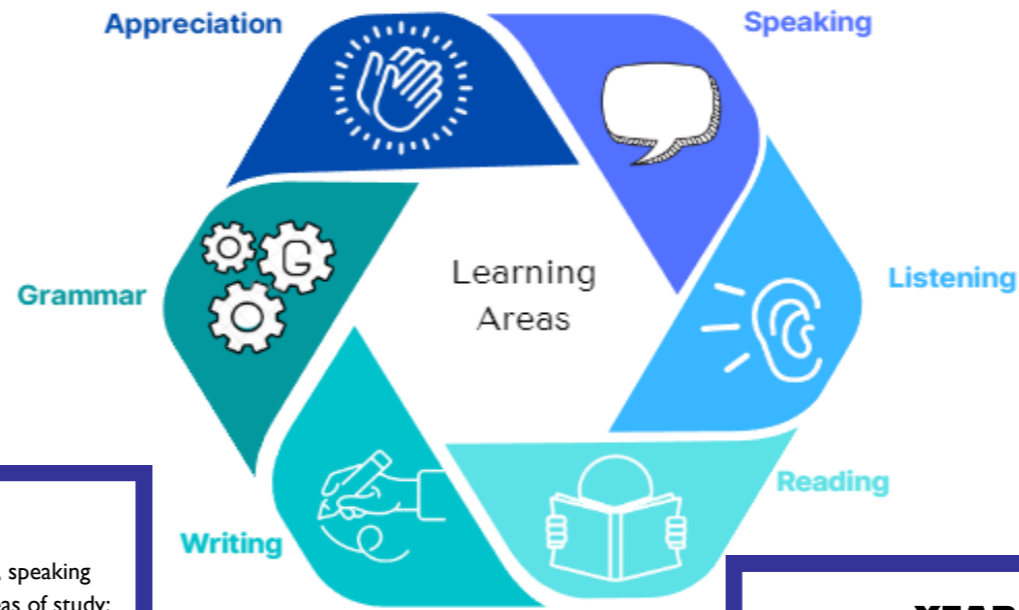 Appreciation
Speaking
G
Learning
Areas
Grammar
Listening
Reading
Writing
speaking
as of study: